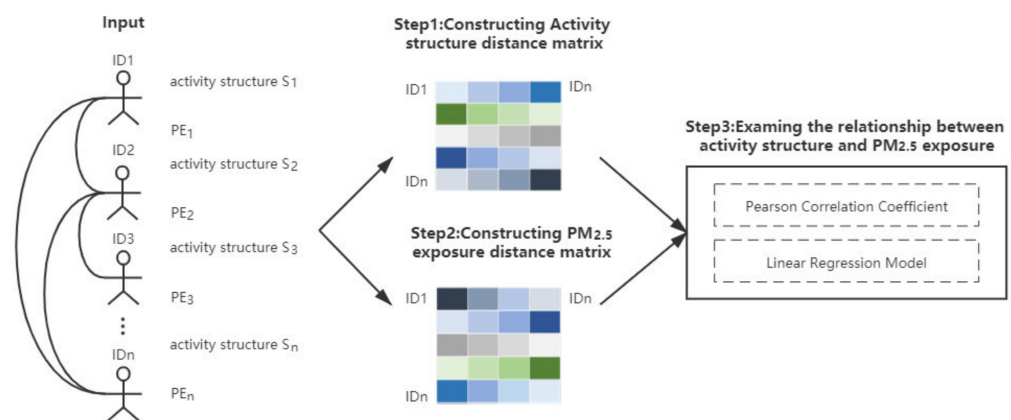 Input
ID1
activity structure S1
PE1
ID2
activity structure S2
PE2
ID3
activity structure S3
PE3
IDn
activity structure Sn
PEn
Step1:Constructing Activity
structure distance matrix
ID1
IDn
IDn
Step2:Constructing PM2.5
exposure distance matrix
ID1
IDn
IDn
Step3:Examing the relationship between
activity structure and PM2.5 exposure
Pearson Correlation Coefficient
Linear Regression Model